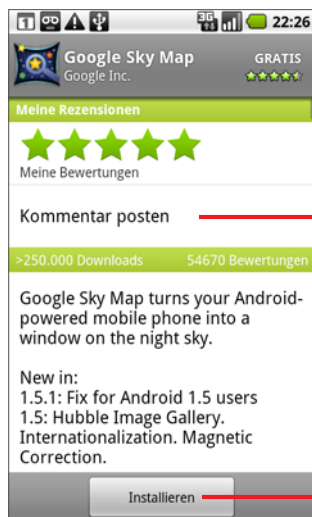 1 3G 22:26
Google Sky Map GRATIS
Google Inc.
Meine Rezensionen
Meine Bewertungen
Kommentar posten
>250.000 Downloads 54670 Bewertungen
Google Sky Map turns your Android-
powered mobile phone into a
window on the night sky.
New in:
1.5.1: Fix for Android 1.5 users
1.5: Hubble Image Gallery.
Internationalization. Magnetic
Correction.
Installieren